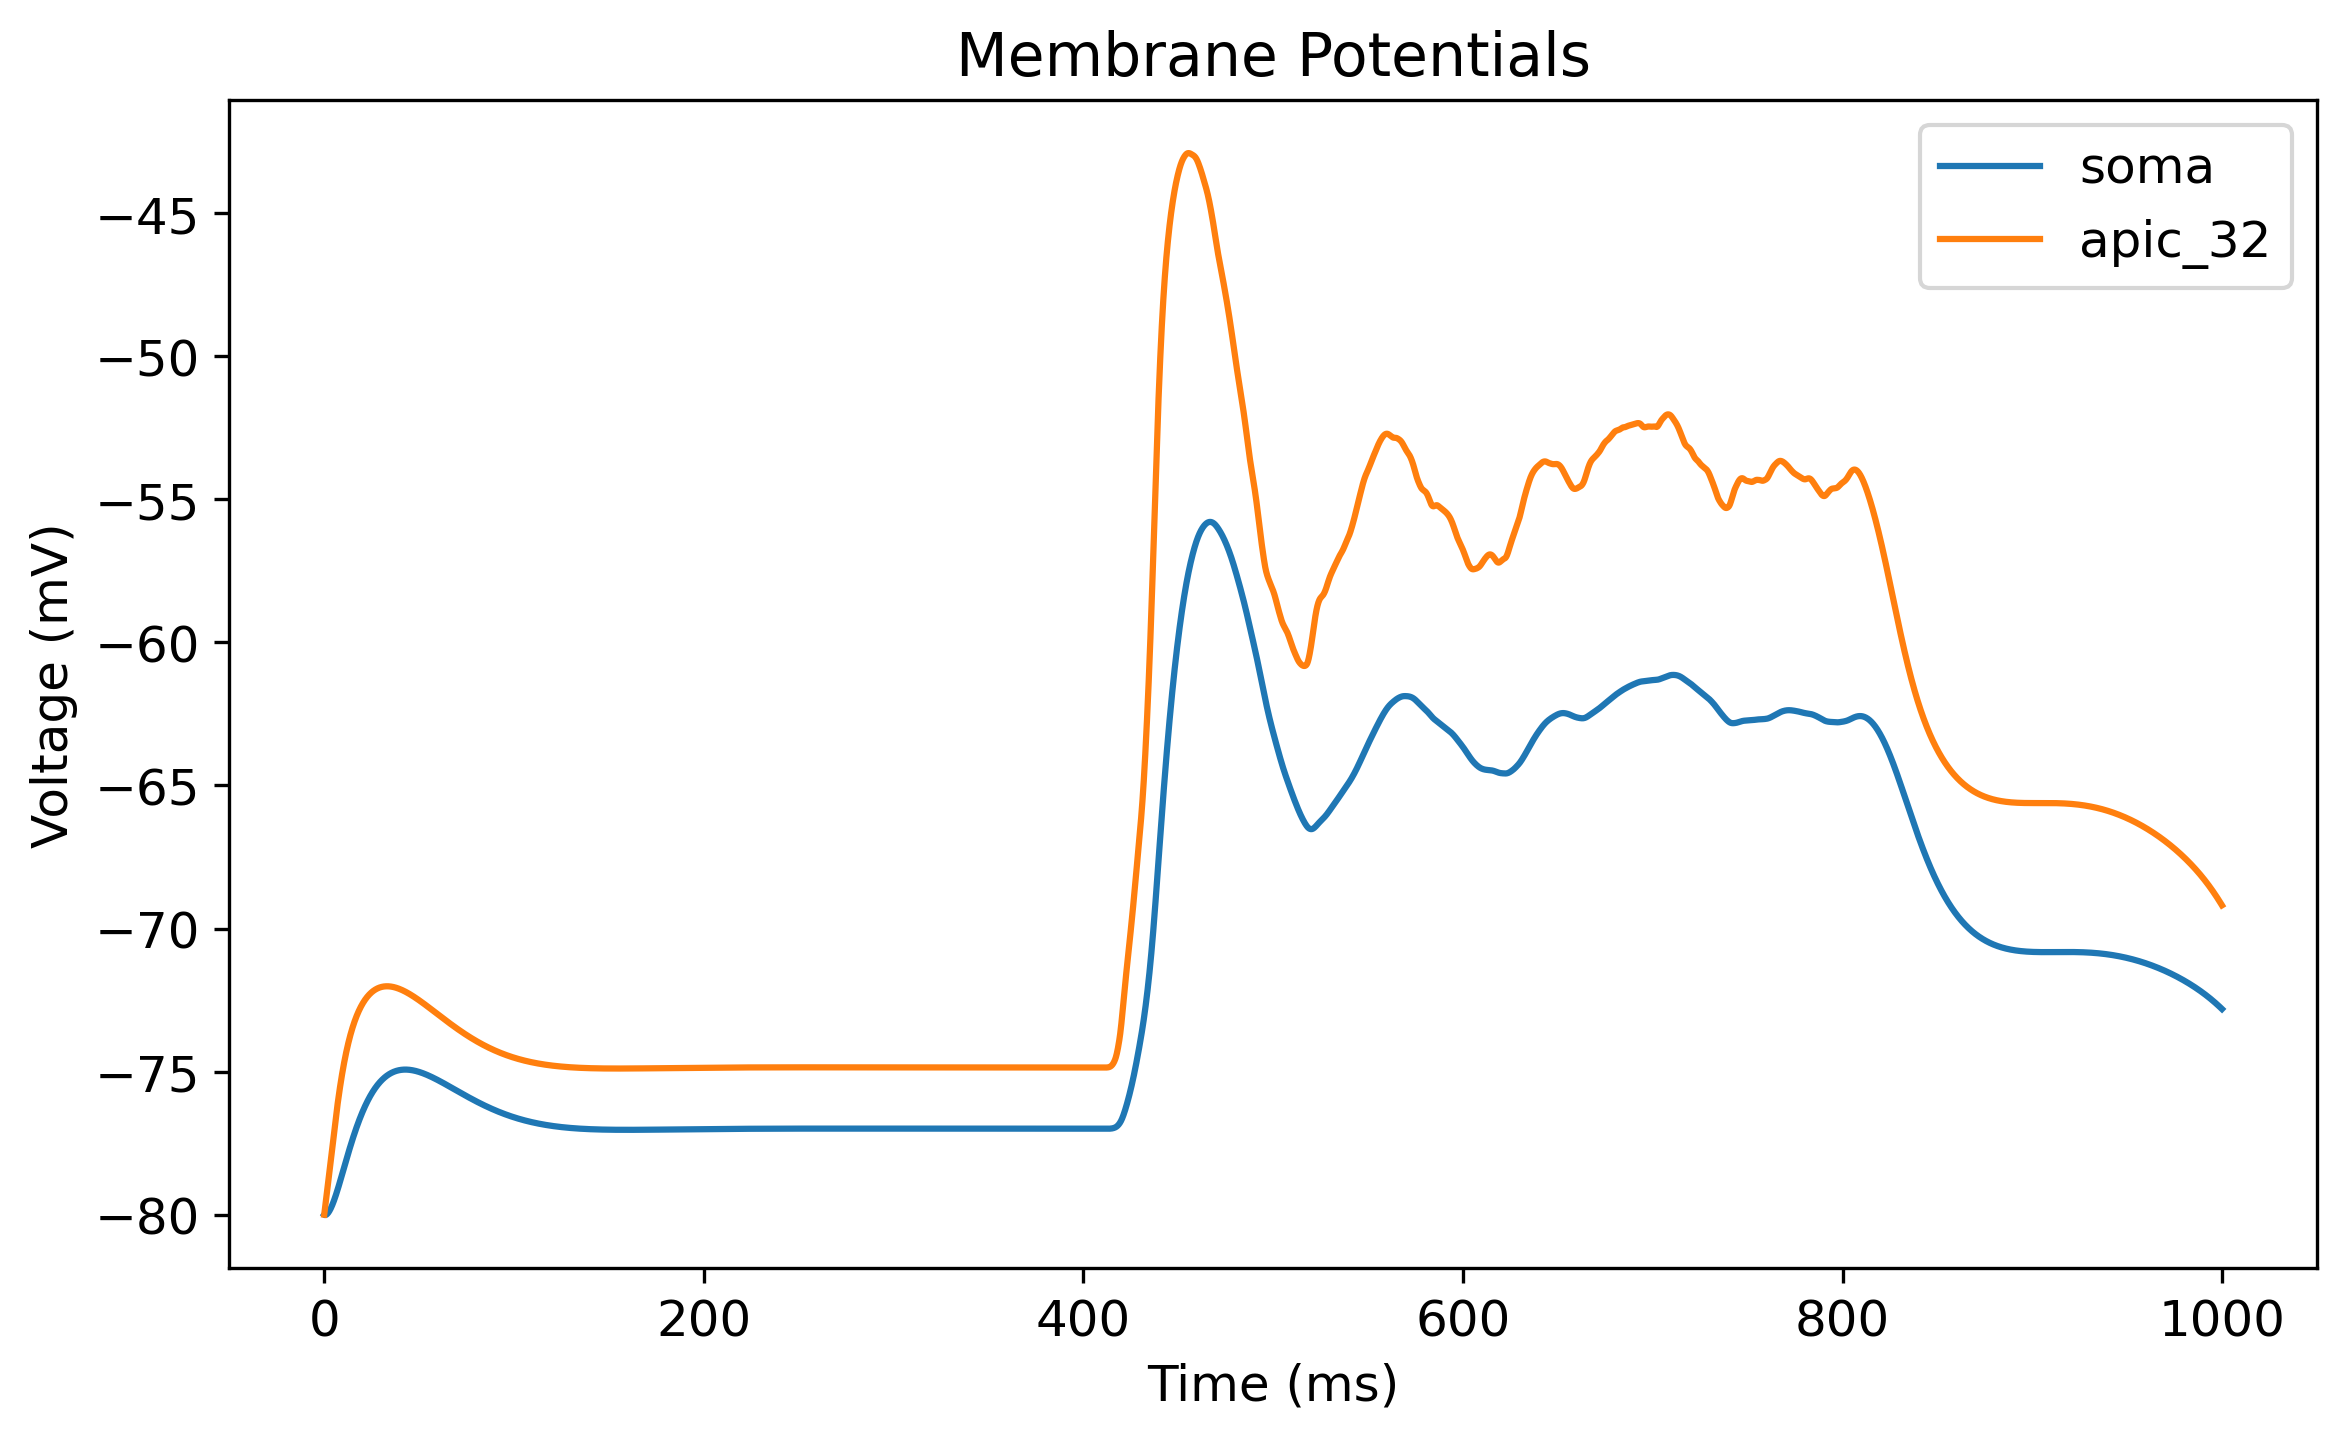 Membrane Potentials
soma
apic_32
Voltage (mV)
−45
−50
−55
−60
−65
−70
−75
−80
0 200 400 600 800 1000
Time (ms)